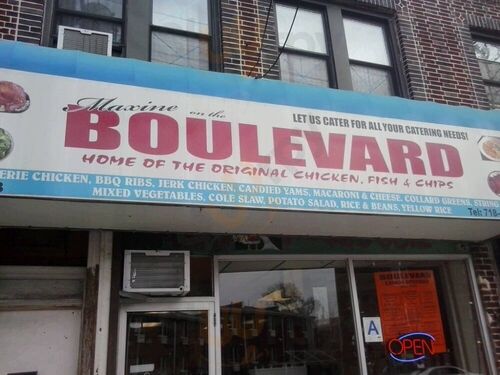 Maxine on the
LET US CATER FOR ALL YOUR CATERING NEEDS!
BOULEVARD
HOME OF THE ORIGINAL CHICKEN, FISH & CHIPS
ERIE CHICKEN, BBQ RIBS, JERK CHICKEN, CANDIED YAMS, MACARONI & CHEESE, COLLARD GREENS, STRING
MIXED VEGETABLES, COLE SLAW, POTATO SALAD, RICE & BEANS, YELLOW RICE
Tel: 718
BOULEVARD
A
OPEN